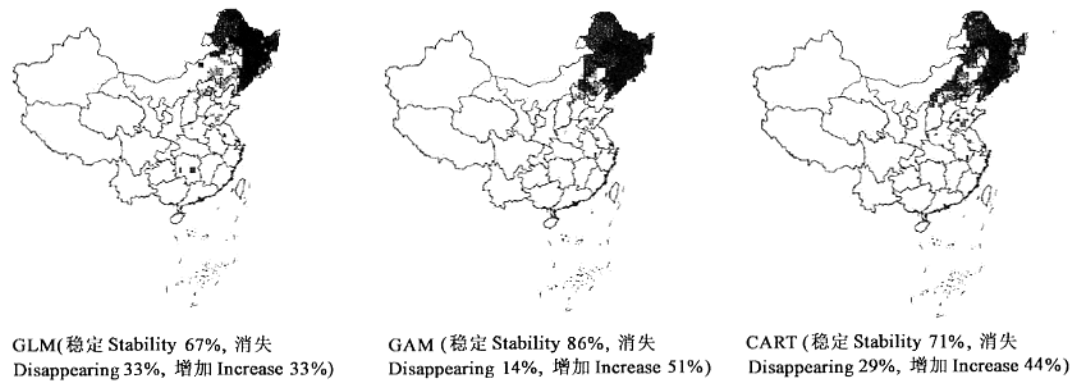 GLM(稳定 Stability 67%, 消失
Disappearing 33%, 增加 Increase 33%)
GAM (稳定 Stability 86%, 消失
Disappearing 14%, 增加 Increase 51%)
CART (稳定 Stability 71%, 消失
Disappearing 29%, 增加 Increase 44%)